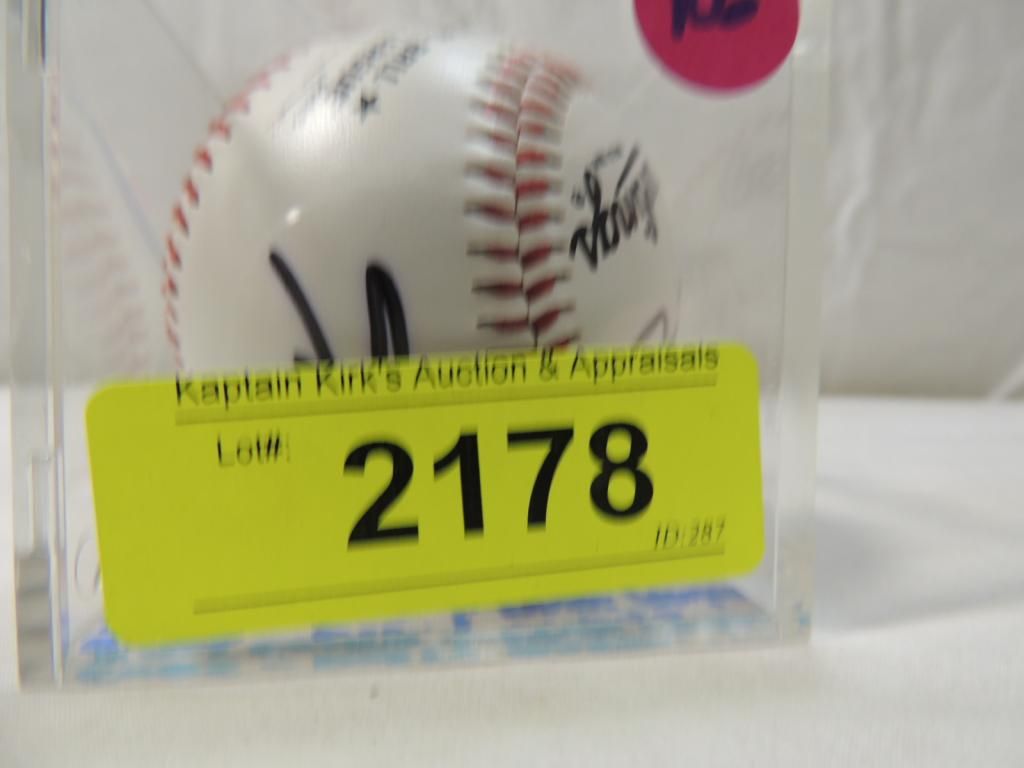 Kaptain Kirk's Auction & Appraisals
Lot#:
2178
ID:287